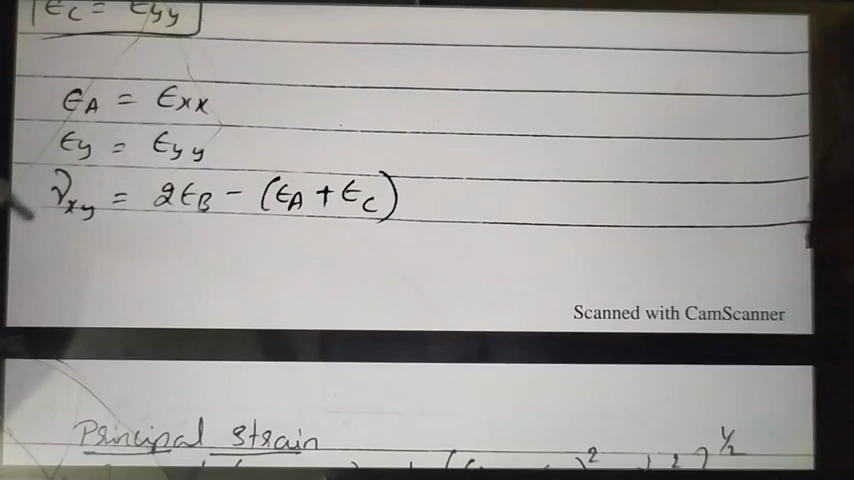 ϵC = ϵyy
ϵA = ϵxx
ϵy = ϵyy
γxy = 2ϵB - (ϵA + ϵC)
Scanned with CamScanner
Principal strain